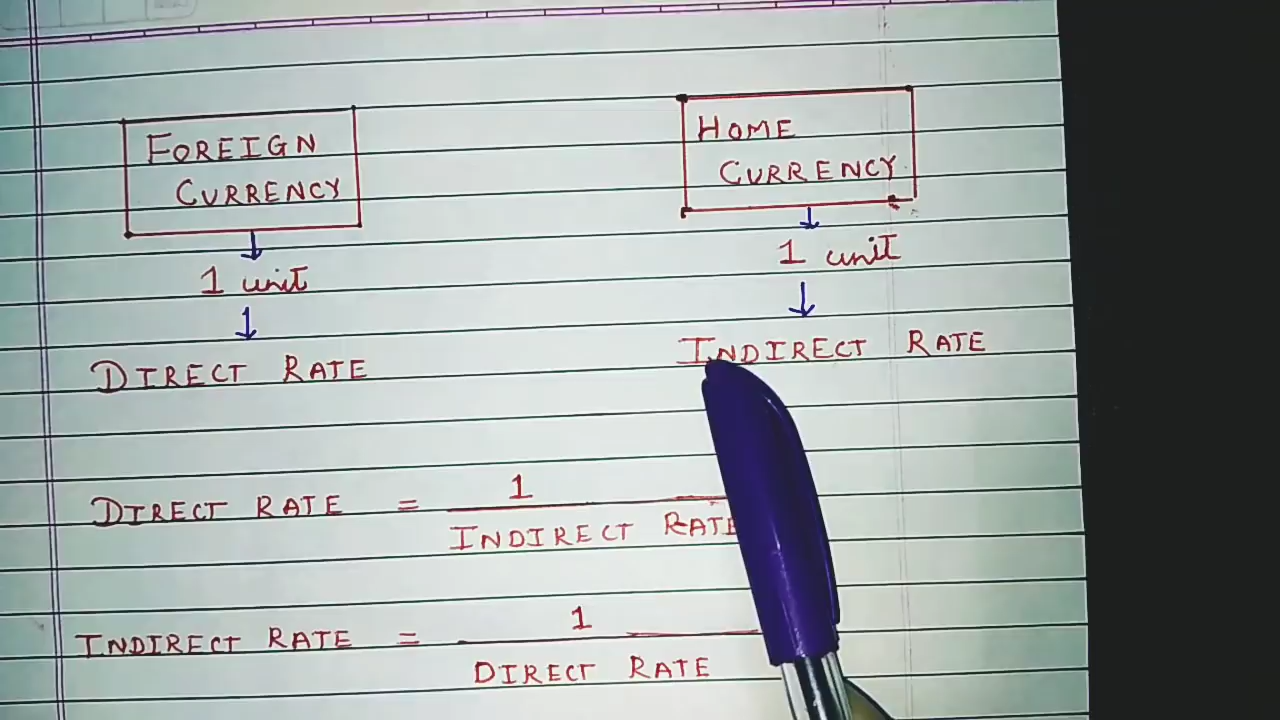 FOREIGN
CURRENCY
1 unit
DIRECT RATE
HOME
CURRENCY
1 unit
INDIRECT RATE
DIRECT RATE = 1
INDIRECT RATE
INDIRECT RATE = 1
DIRECT RATE